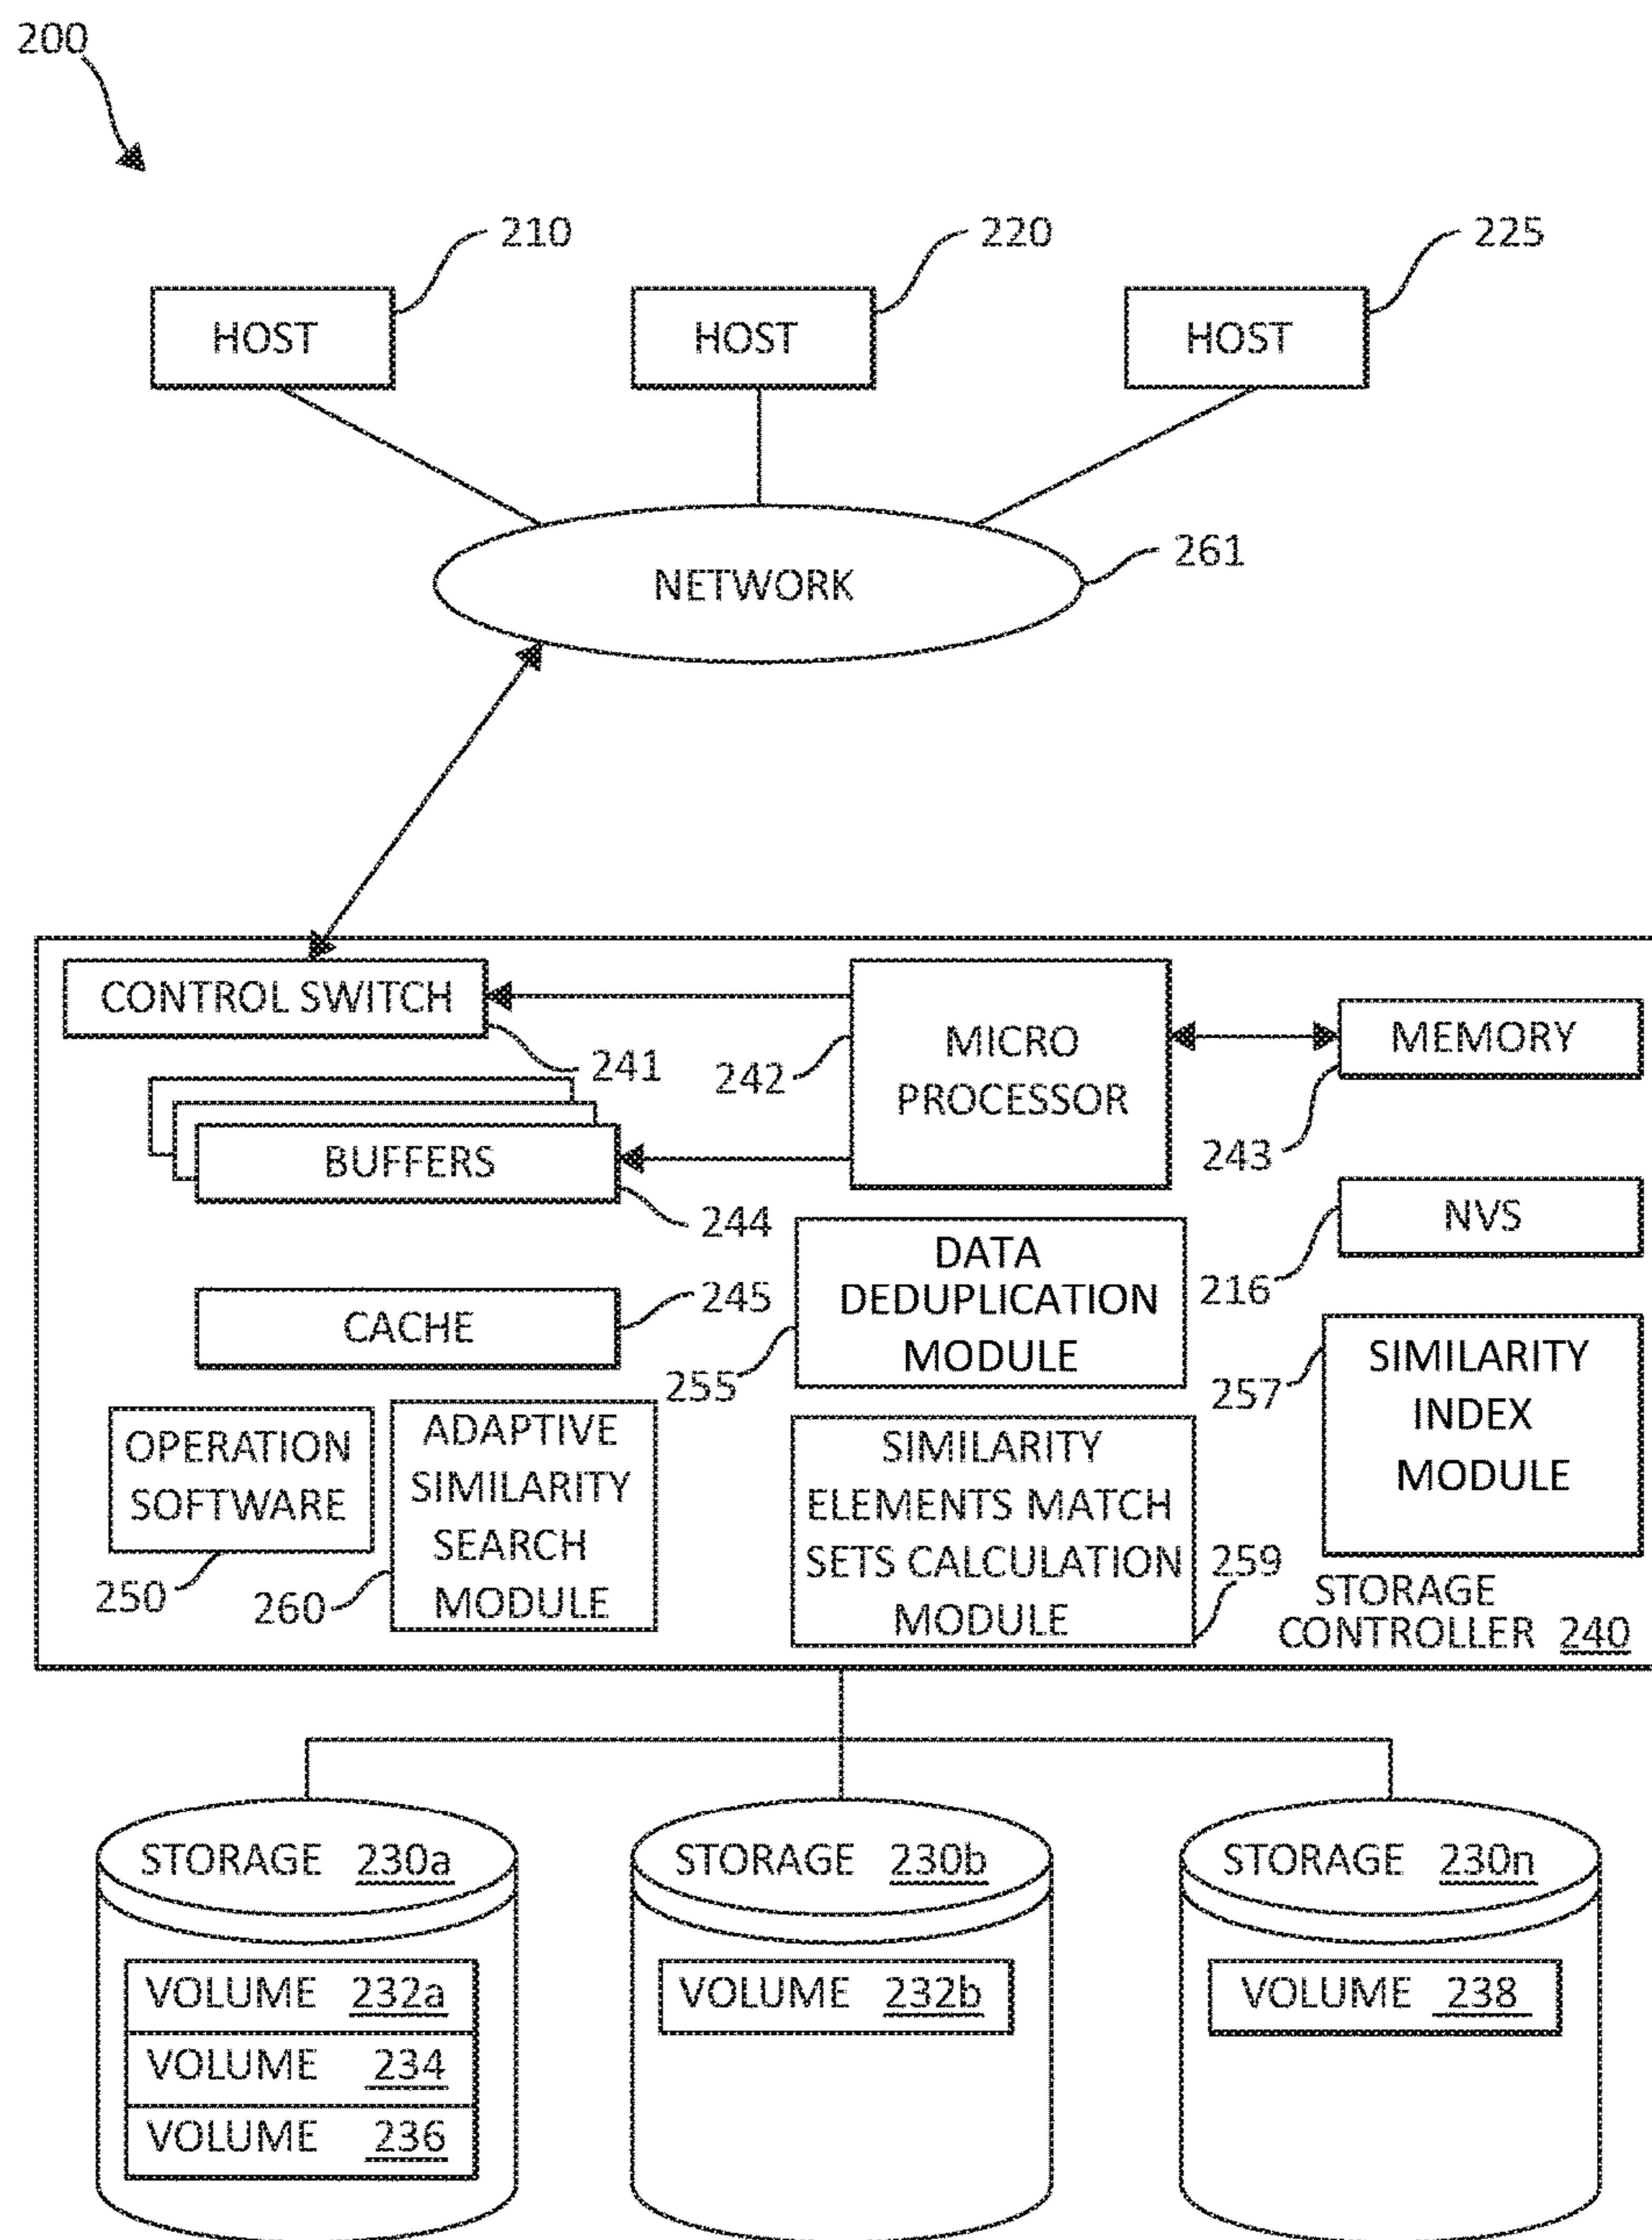 200
210
220
225
HOST
HOST
HOST
261
NETWORK
CONTROL SWITCH
241
242
MICRO
PROCESSOR
MEMORY
243
BUFFERS
244
NVS
216
DATA
DEDUPLICATION
MODULE
255
CACHE
245
SIMILARITY
INDEX
MODULE
257
OPERATION
SOFTWARE
250
ADAPTIVE
SIMILARITY
SEARCH
MODULE
260
SIMILARITY
ELEMENTS MATCH
SETS CALCULATION
MODULE
259
STORAGE
CONTROLLER 240
STORAGE 230a
VOLUME 232a
VOLUME 234
VOLUME 236
STORAGE 230b
VOLUME 232b
STORAGE 230n
VOLUME 238